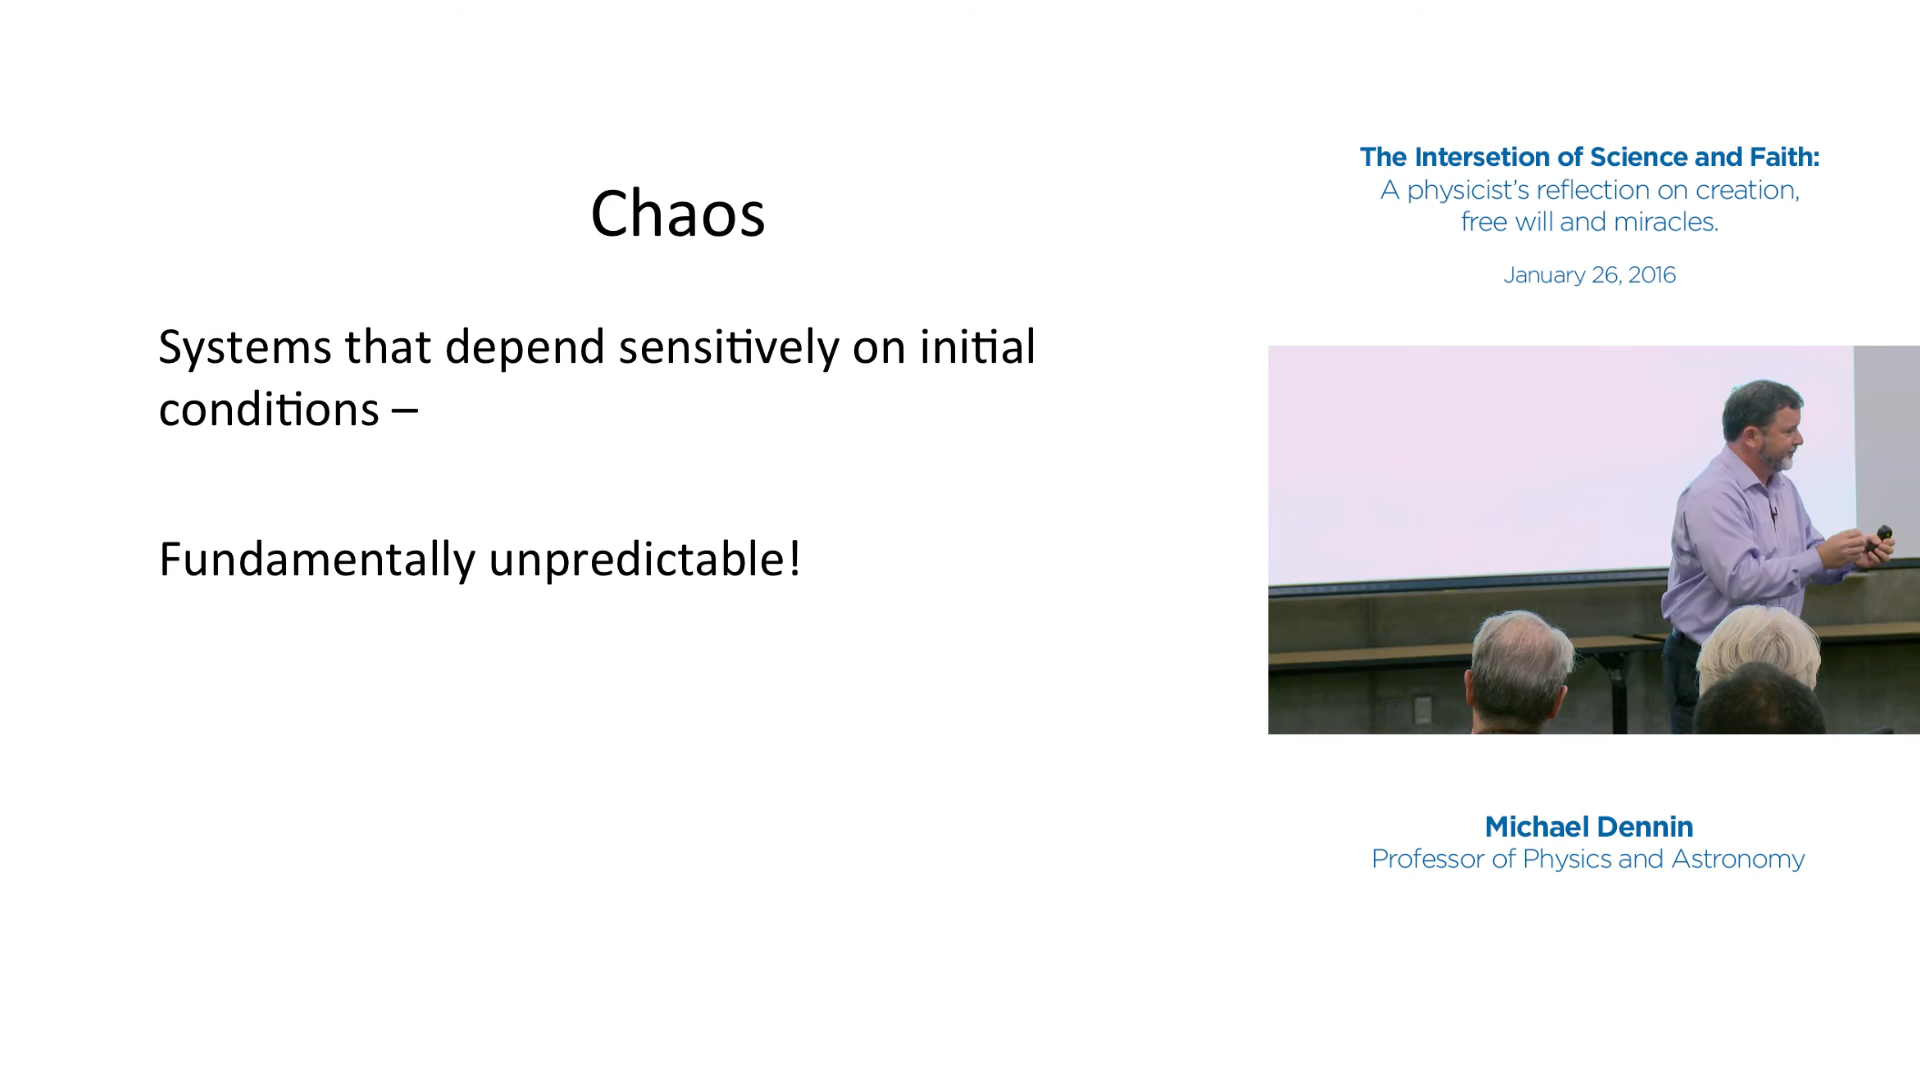 Chaos
Systems that depend sensitively on initial
conditions –
Fundamentally unpredictable!
The Intersetion of Science and Faith:
A physicist's reflection on creation,
free will and miracles.
January 26, 2016
Michael Dennin
Professor of Physics and Astronomy